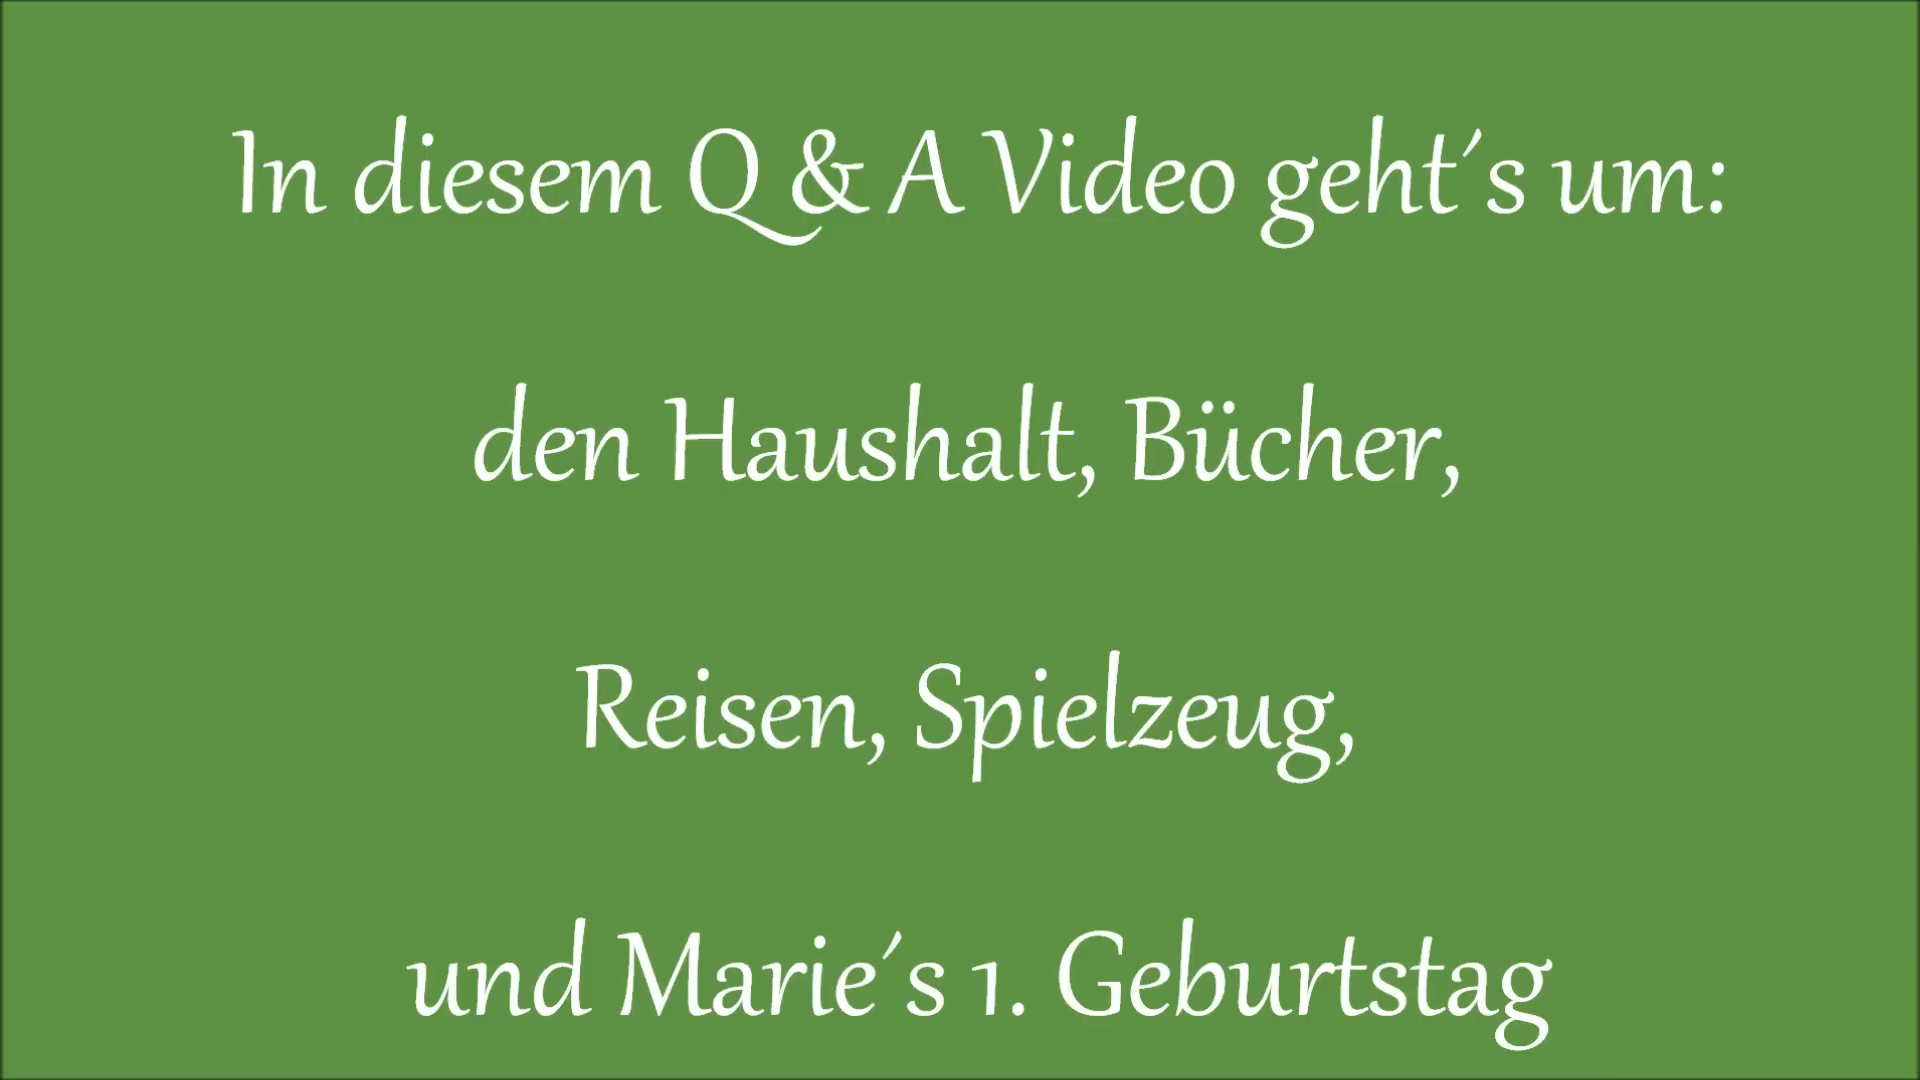 In diesem Q & A Video geht´s um:
den Haushalt, Bücher,
Reisen, Spielzeug,
und Marie´s 1. Geburtstag